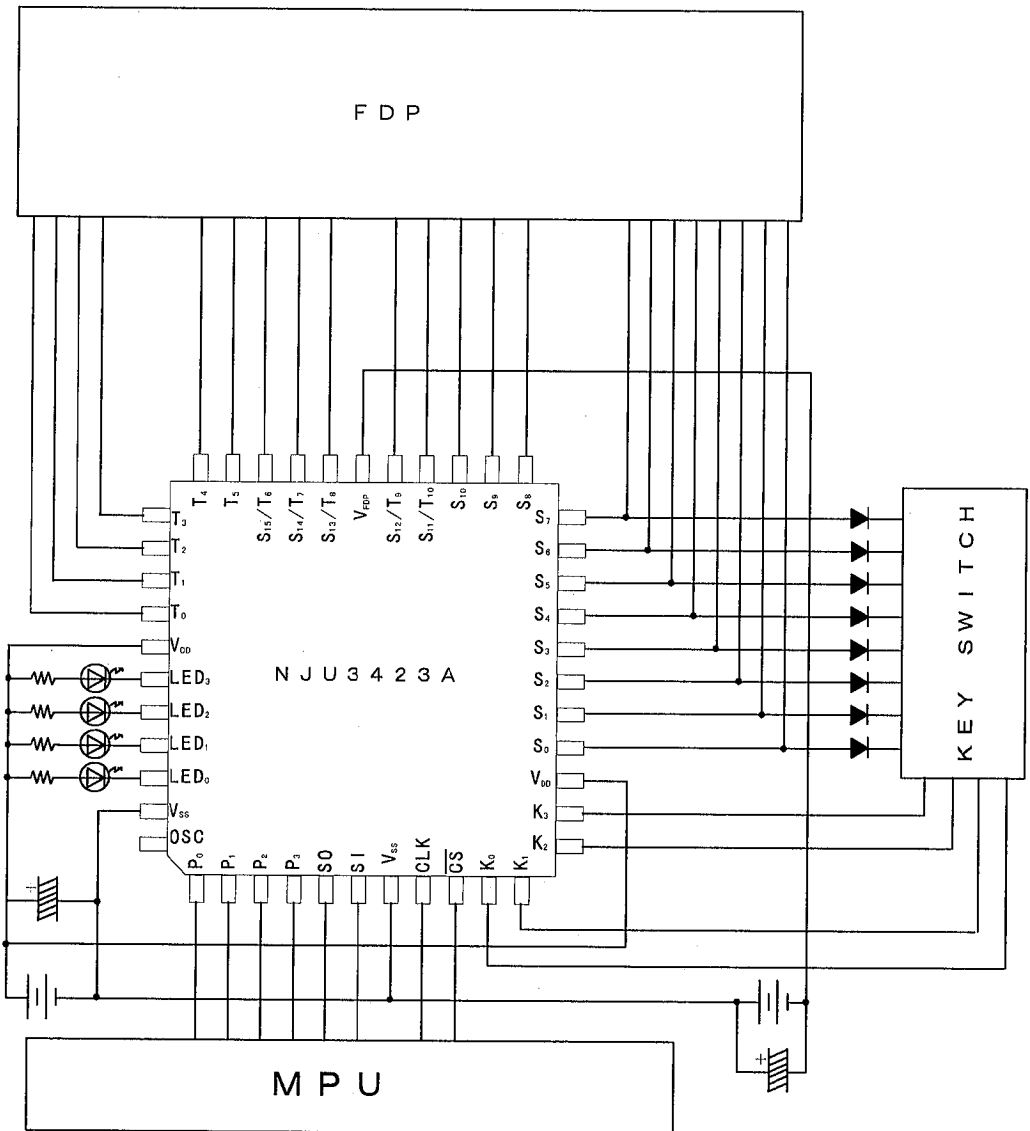 FDP
T4
T5
S15/T6
S14/T7
S13/T8
VFDP
S12/T9
S11/T10
S10
S9
S8
T3
T2
T1
T0
VDD
LED3
LED2
LED1
LED0
VSS
OSC
NJU3423A
S7
S6
S5
S4
S3
S2
S1
S0
VDD
K3
K2
KEY SWITCH
P0
P1
P2
P3
SO
SI
VSS
CLK
C̅S̅
K0
K1
+
+
MPU